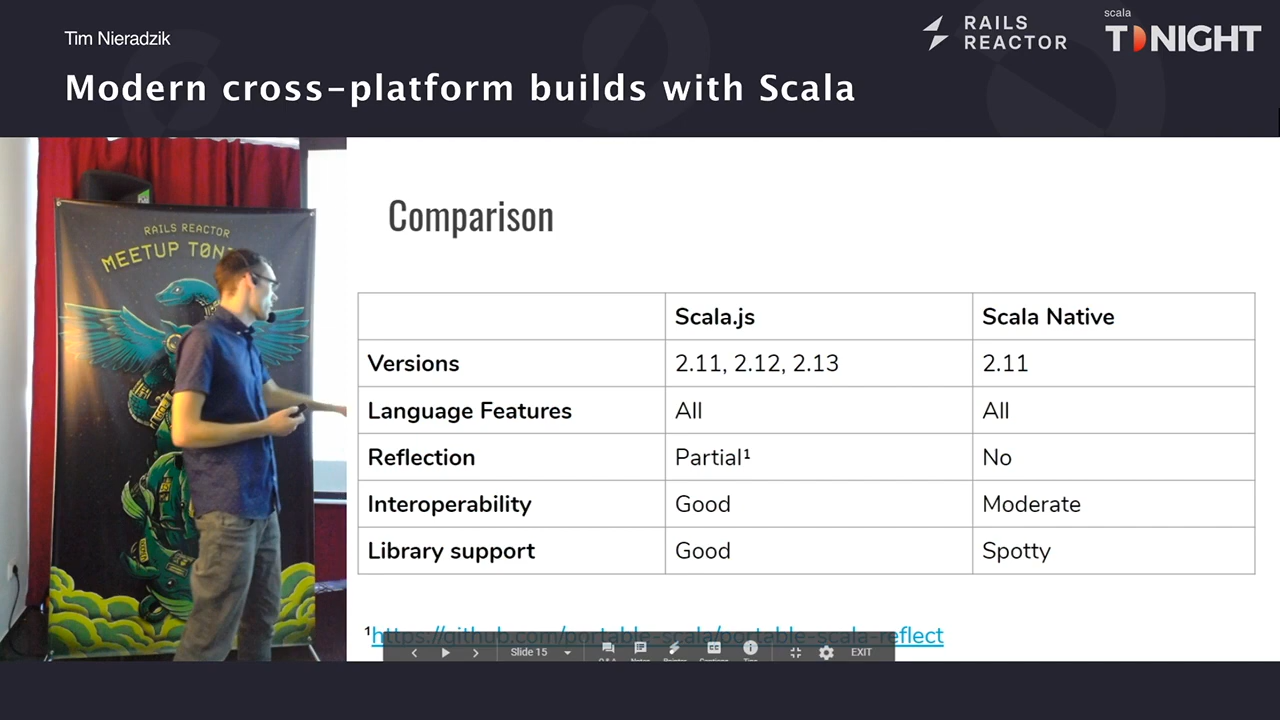 Tim Nieradzik
Modern cross-platform builds with Scala
RAILS
REACTOR
scala
TONIGHT
RAILS REACTOR
MEETUP
Comparison
Scala.js Scala Native
Versions 2.11, 2.12, 2.13 2.11
Language Features All All
Reflection Partial¹ No
Interoperability Good Moderate
Library support Good Spotty
¹https://github.com/portable-scala/portable-scala-reflect
Slide 15 EXIT